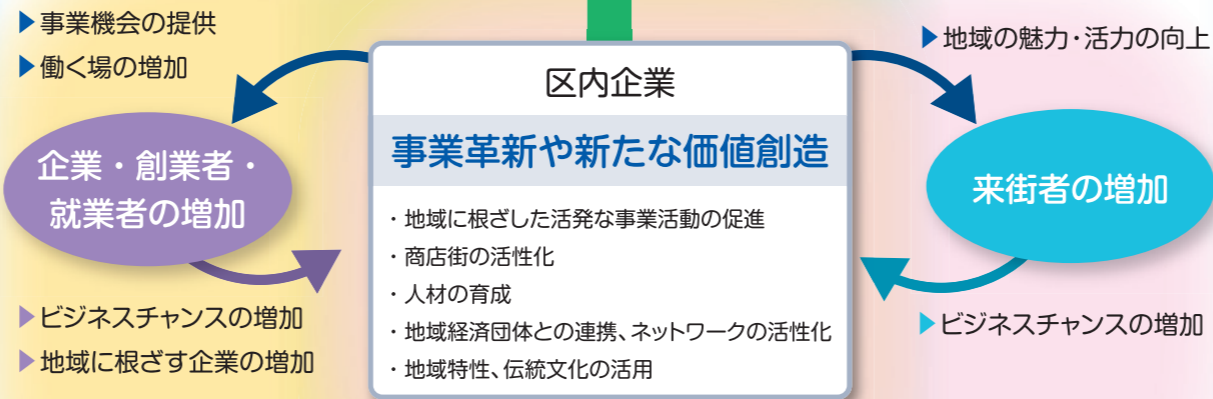 ▶事業機会の提供
▶働く場の増加
企業・創業者・
就業者の増加
▶ビジネスチャンスの増加
▶地域に根ざす企業の増加
区内企業
事業革新や新たな価値創造
・地域に根ざした活発な事業活動の促進
・商店街の活性化
・人材の育成
・地域経済団体との連携、ネットワークの活性化
・地域特性、伝統文化の活用
▶地域の魅力・活力の向上
来街者の増加
▶ビジネスチャンスの増加